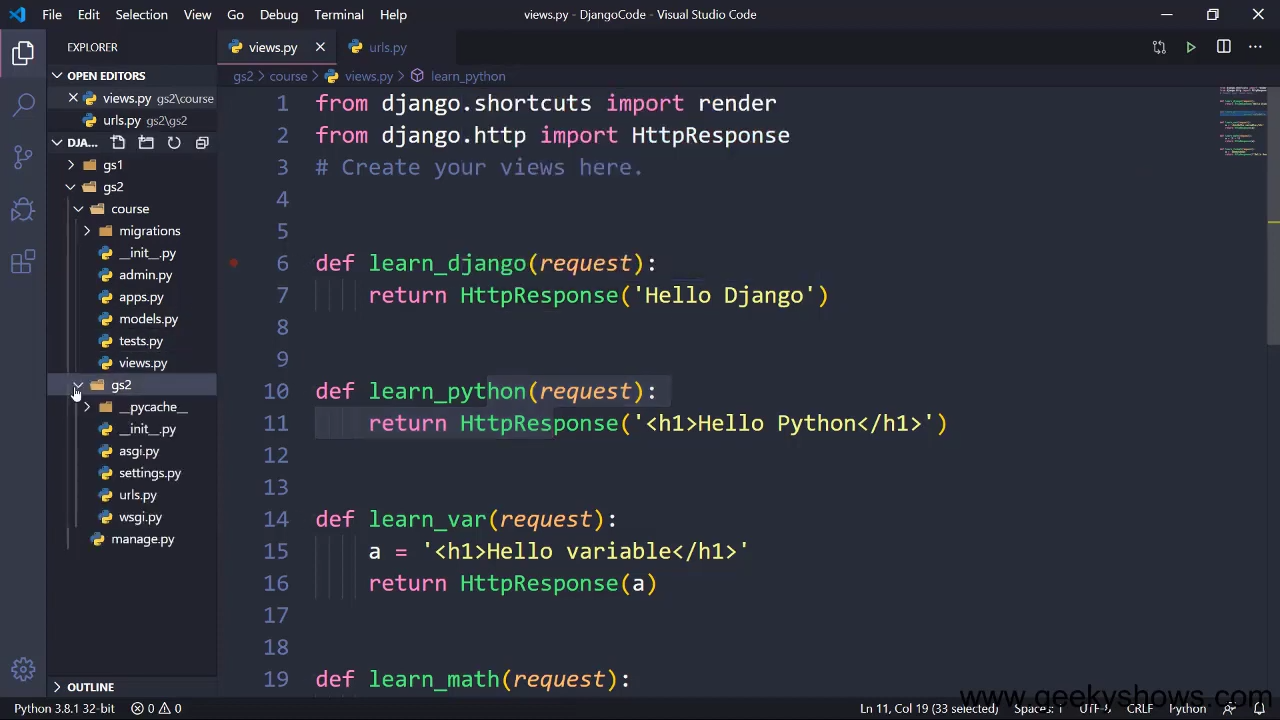 File Edit Selection View Go Debug Terminal Help
views.py - DjangoCode - Visual Studio Code
EXPLORER
OPEN EDITORS
views.py gs2\course
urls.py gs2\gs2
DJA...
gs1
gs2
course
migrations
__init__.py
admin.py
apps.py
models.py
tests.py
views.py
gs2
__pycache__
__init__.py
asgi.py
settings.py
urls.py
wsgi.py
manage.py
OUTLINE
views.py urls.py
gs2 > course > views.py > learn_python
1 from django.shortcuts import render
2 from django.http import HttpResponse
3 # Create your views here.
4
5
6 def learn_django(request):
7 return HttpResponse('Hello Django')
8
9
10 def learn_python(request):
11 return HttpResponse('<h1>Hello Python</h1>')
12
13
14 def learn_var(request):
15 a = '<h1>Hello variable</h1>'
16 return HttpResponse(a)
17
18
19 def learn_math(request):
Python 3.8.1 32-bit 0 0
Ln 11, Col 19 (33 selected) Spaces: 1 UTF-8 CRLF Python
www.geekyshows.com